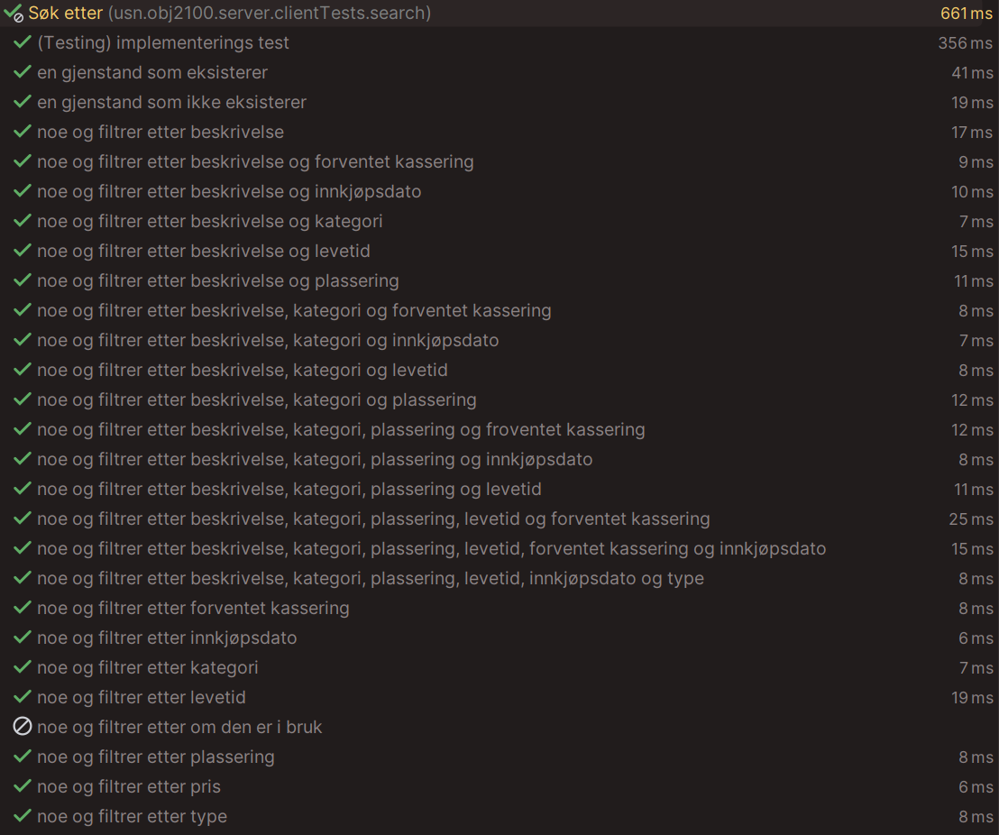 Søk etter (usn.obj2100.server.clientTests.search) 661 ms
(Testing) implementerings test 356 ms
en gjenstand som eksisterer 41 ms
en gjenstand som ikke eksisterer 19 ms
noe og filtrer etter beskrivelse 17 ms
noe og filtrer etter beskrivelse og forventet kassering 9 ms
noe og filtrer etter beskrivelse og innkjøpsdato 10 ms
noe og filtrer etter beskrivelse og kategori 7 ms
noe og filtrer etter beskrivelse og levetid 15 ms
noe og filtrer etter beskrivelse og plassering 11 ms
noe og filtrer etter beskrivelse, kategori og forventet kassering 8 ms
noe og filtrer etter beskrivelse, kategori og innkjøpsdato 7 ms
noe og filtrer etter beskrivelse, kategori og levetid 8 ms
noe og filtrer etter beskrivelse, kategori og plassering 12 ms
noe og filtrer etter beskrivelse, kategori, plassering og froventet kassering 12 ms
noe og filtrer etter beskrivelse, kategori, plassering og innkjøpsdato 8 ms
noe og filtrer etter beskrivelse, kategori, plassering og levetid 11 ms
noe og filtrer etter beskrivelse, kategori, plassering, levetid og forventet kassering 25 ms
noe og filtrer etter beskrivelse, kategori, plassering, levetid, forventet kassering og innkjøpsdato 15 ms
noe og filtrer etter beskrivelse, kategori, plassering, levetid, innkjøpsdato og type 8 ms
noe og filtrer etter forventet kassering 8 ms
noe og filtrer etter innkjøpsdato 6 ms
noe og filtrer etter kategori 7 ms
noe og filtrer etter levetid 19 ms
noe og filtrer etter om den er i bruk
noe og filtrer etter plassering 8 ms
noe og filtrer etter pris 6 ms
noe og filtrer etter type 8 ms